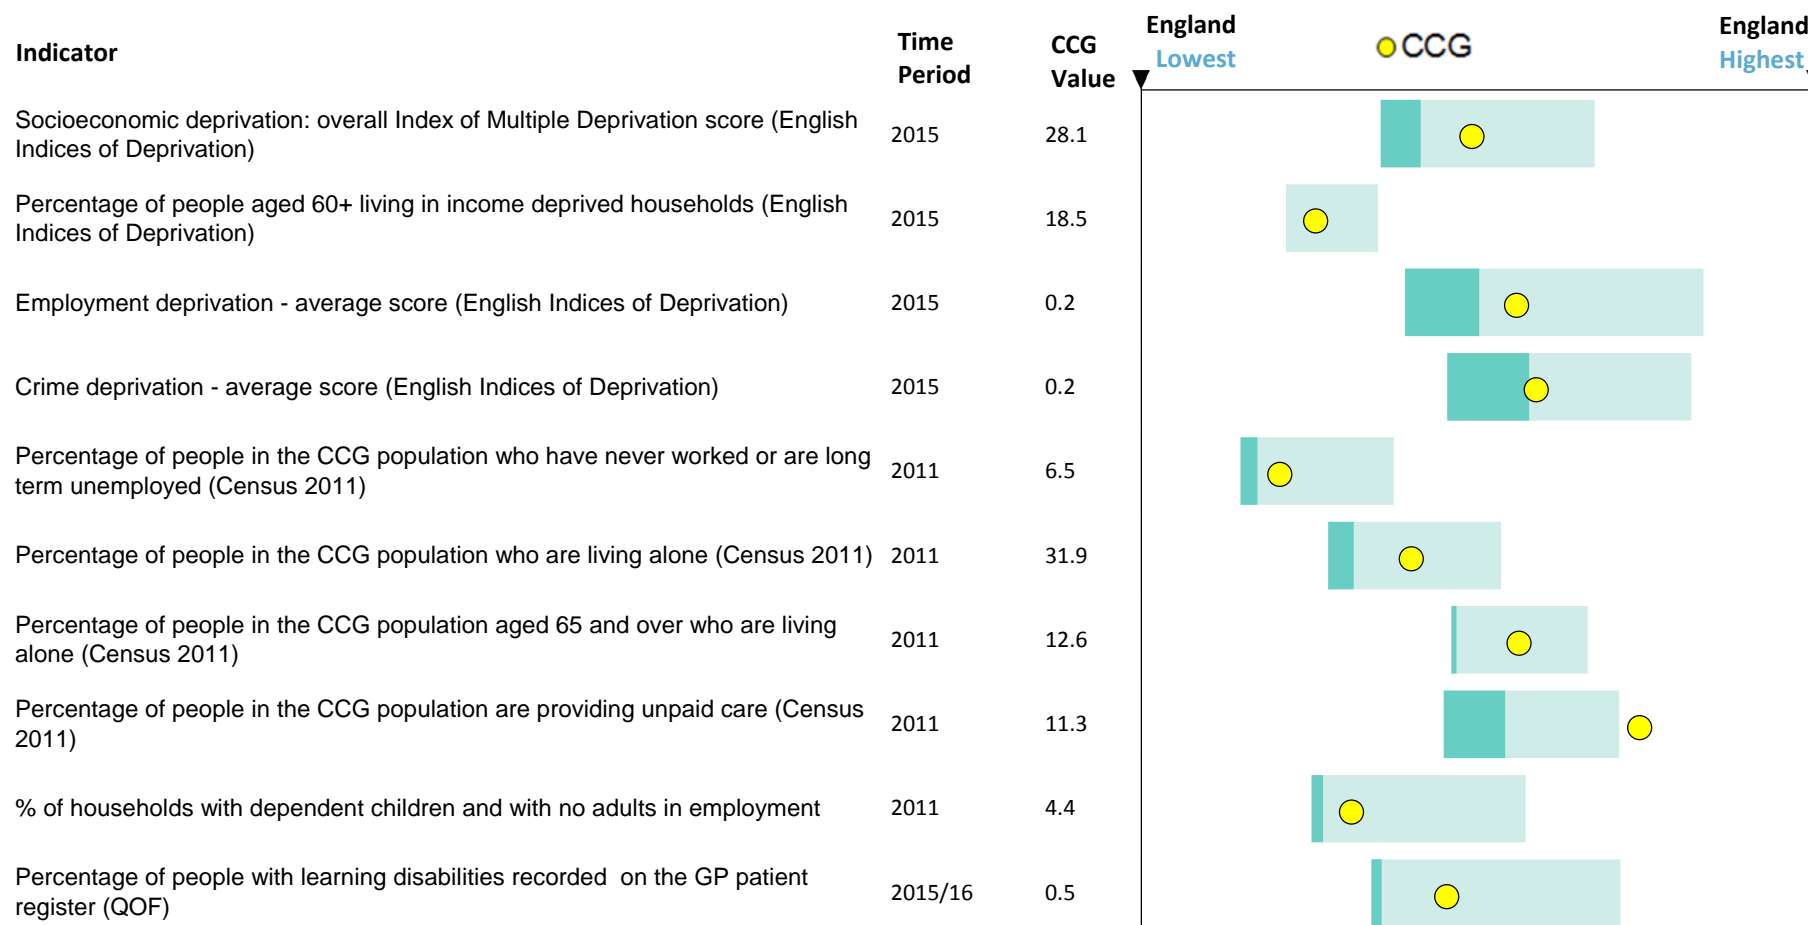 Indicator
Time
Period
CCG
Value
England
Lowest
CCG
England
Highest
Socioeconomic deprivation: overall Index of Multiple Deprivation score (English
Indices of Deprivation)
2015
28.1
Percentage of people aged 60+ living in income deprived households (English
Indices of Deprivation)
2015
18.5
Employment deprivation - average score (English Indices of Deprivation)
2015
0.2
Crime deprivation - average score (English Indices of Deprivation)
2015
0.2
Percentage of people in the CCG population who have never worked or are long
term unemployed (Census 2011)
2011
6.5
Percentage of people in the CCG population who are living alone (Census 2011)
2011
31.9
Percentage of people in the CCG population aged 65 and over who are living
alone (Census 2011)
2011
12.6
Percentage of people in the CCG population are providing unpaid care (Census
2011)
2011
11.3
% of households with dependent children and with no adults in employment
2011
4.4
Percentage of people with learning disabilities recorded  on the GP patient
register (QOF)
2015/16
0.5